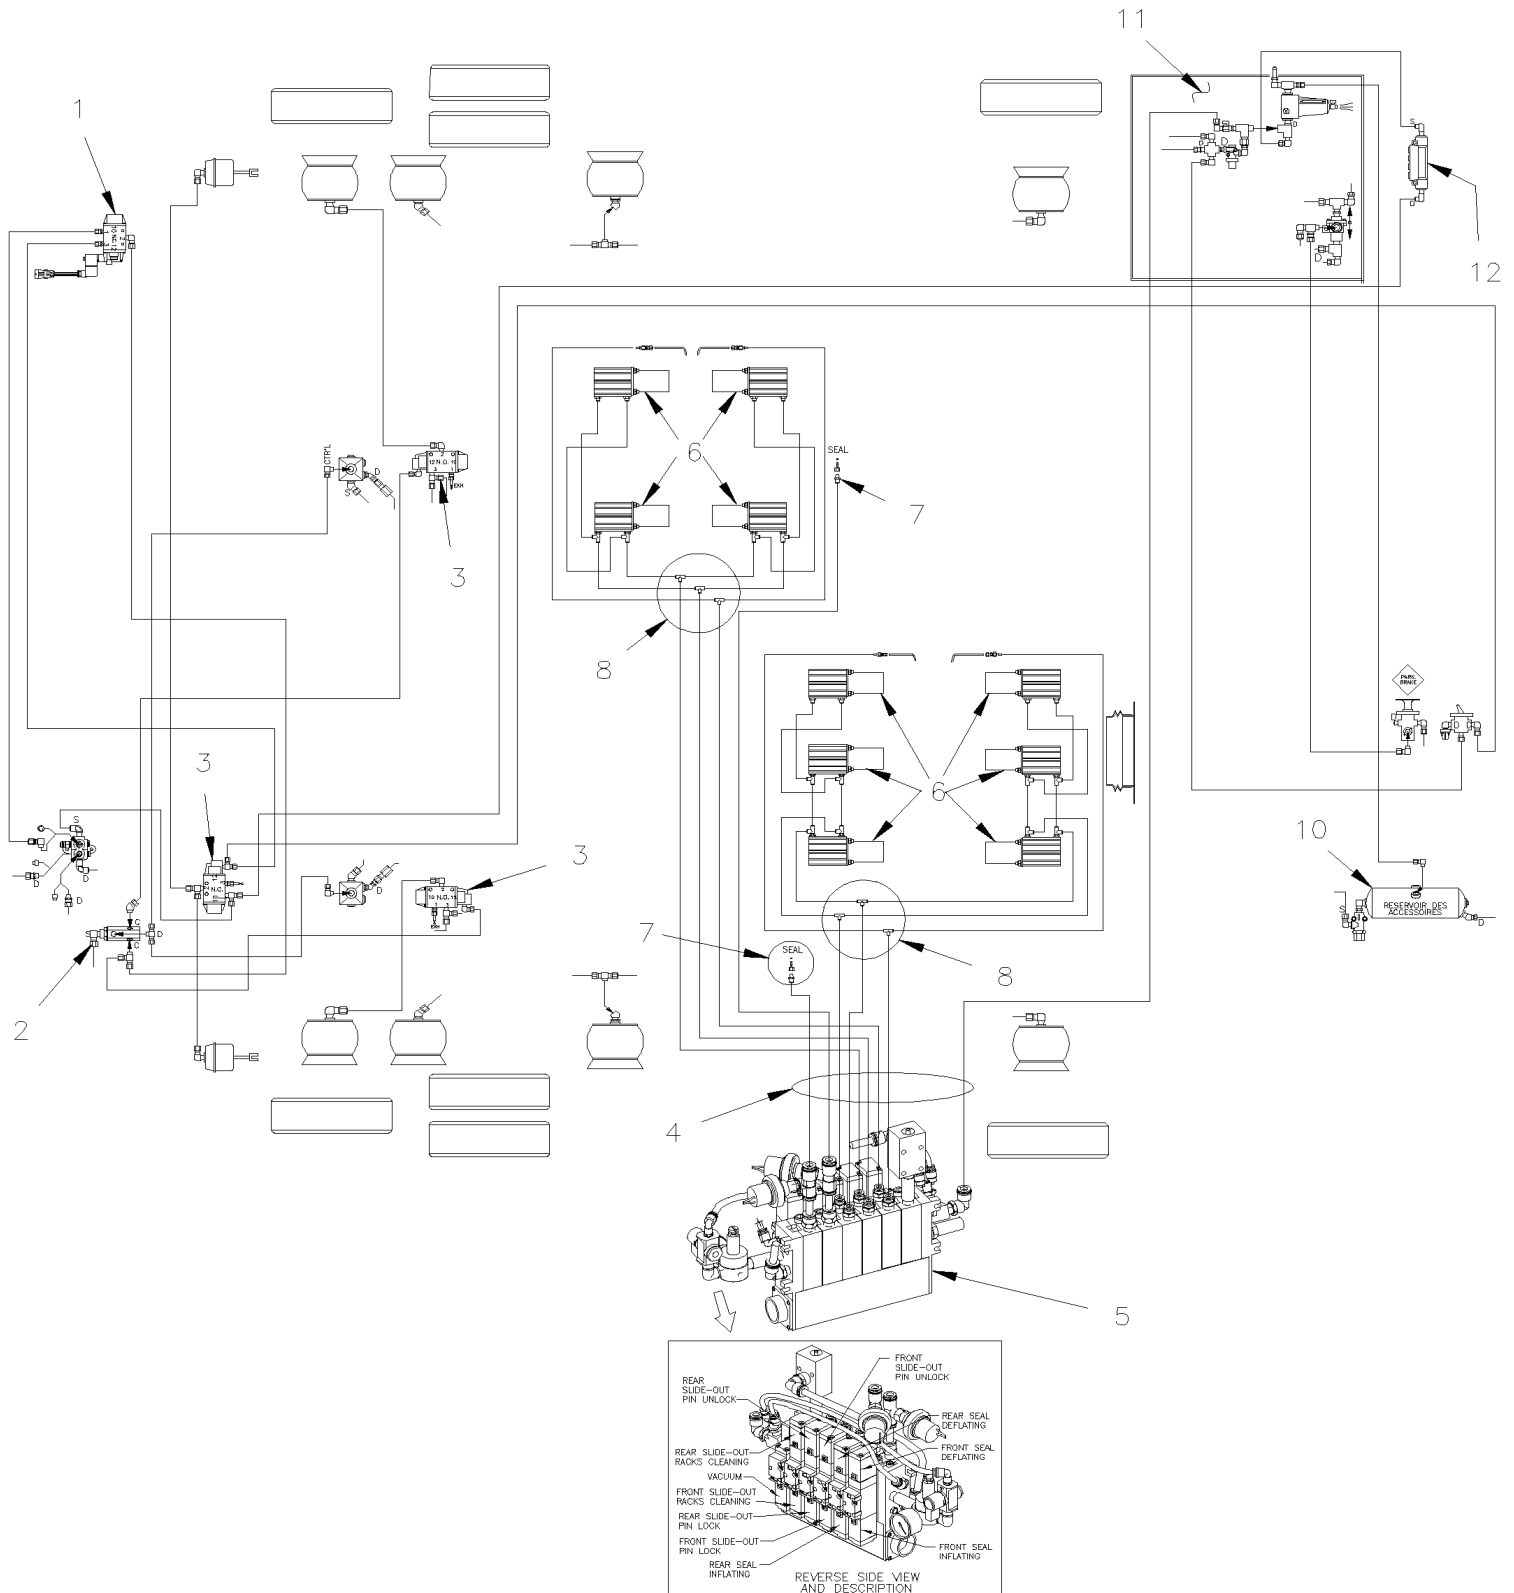 11
1
S
D
D
12
D
6
SEAL
7
CTR'L
D
S
12 N.O. 10
EXH
3
8
PARK.
BRAKE
3
6
S
D
D
D
N.C.
D
3
10
RESERVOIR DES
ACCESSOIRES
S
D
EXH
S
C
D
C
2
7
SEAL
8
4
5
FRONT
SLIDE-OUT
PIN UNLOCK
REAR
SLIDE-OUT
PIN UNLOCK
REAR SEAL
DEFLATING
REAR SLIDE-OUT
RACKS CLEANING
FRONT SEAL
DEFLATING
VACUUM
FRONT SLIDE-OUT
RACKS CLEANING
REAR SLIDE-OUT
PIN LOCK
FRONT SLIDE-OUT
PIN LOCK
FRONT SEAL
INFLATING
REAR SEAL
INFLATING
REVERSE SIDE VIEW
AND DESCRIPTION